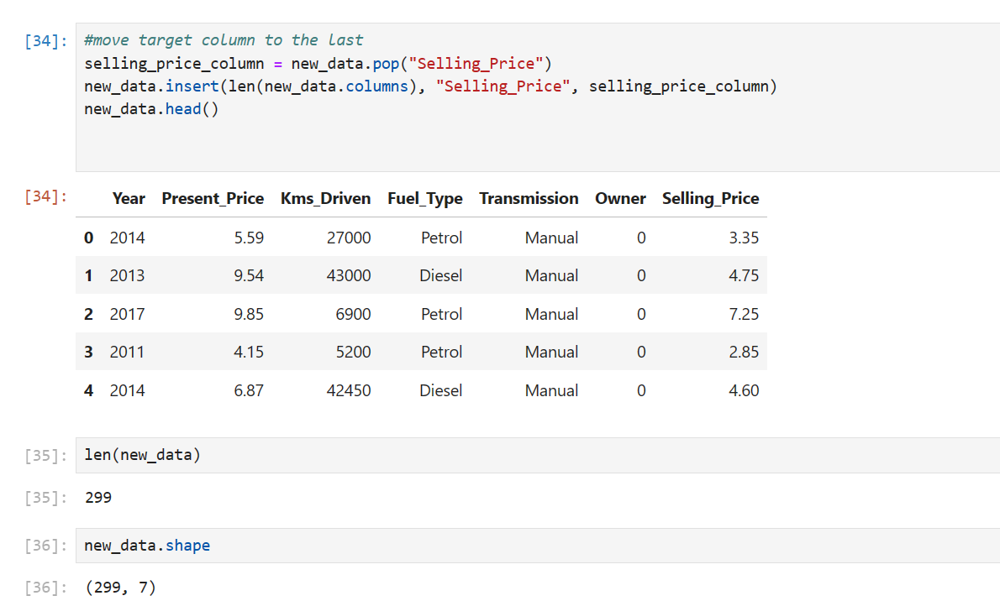 [34]: #move target column to the last
selling_price_column = new_data.pop("Selling_Price")
new_data.insert(len(new_data.columns), "Selling_Price", selling_price_column)
new_data.head()
[34]: Year Present_Price Kms_Driven Fuel_Type Transmission Owner Selling_Price
0 2014 5.59 27000 Petrol Manual 0 3.35
1 2013 9.54 43000 Diesel Manual 0 4.75
2 2017 9.85 6900 Petrol Manual 0 7.25
3 2011 4.15 5200 Petrol Manual 0 2.85
4 2014 6.87 42450 Diesel Manual 0 4.60
[35]: len(new_data)
[35]: 299
[36]: new_data.shape
[36]: (299, 7)